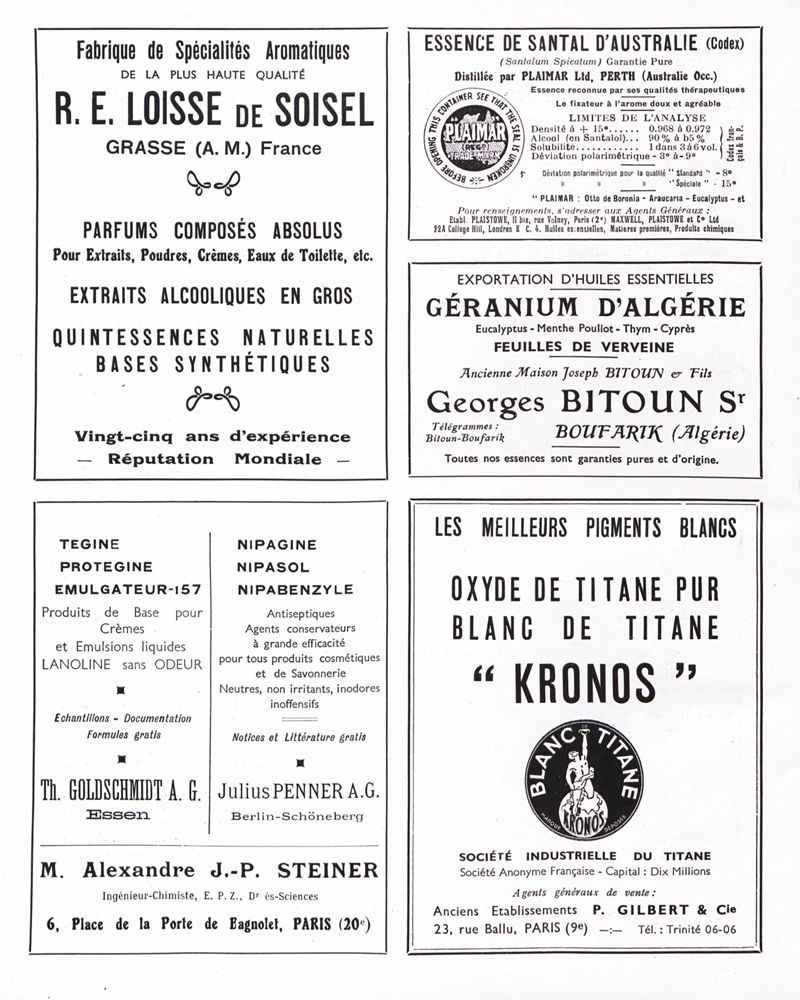 Fabrique de Spécialités Aromatiques
DE LA PLUS HAUTE QUALITÉ
R. E. LOISSE DE SOISEL
GRASSE (A. M.) France
PARFUMS COMPOSÉS ABSOLUS
Pour Extraits, Poudres, Crèmes, Eaux de Toilette, etc.
EXTRAITS ALCOOLIQUES EN GROS
QUINTESSENCES NATURELLES
BASES SYNTHÉTIQUES
Vingt-cinq ans d'expérience
— Réputation Mondiale —
ESSENCE DE SANTAL D'AUSTRALIE (Codex)
(Santalum Spicatum) Garantie Pure
Distillée par PLAIMAR Ltd, PERTH (Australie Occ.)
Essence reconnue par ses qualités thérapeutiques
Le fixateur à l'arome doux et agréable
LIMITES DE L'ANALYSE
Densité à + 15°...... 0.968 à 0.972
Alcool (en Santalol)... 90 % à 95 %
Solubilité........... 1 dans 3 à 6 vol.
Déviation polarimétrique - 3° à - 9°
Codex français & B. P.
BEFORE OPENING THIS CONTAINER SEE THAT THE SEAL IS UNBROKEN
PLAIMAR
(REGD)
TRADE MARK
Déviation polarimétrique pour la qualité "Standard" - 8°
» » » "Spéciale" - 15°
"PLAIMAR : Otto de Boronia - Araucaria - Eucalyptus - et
Pour renseignements, s'adresser aux Agents Généraux :
Etabl. PLAISTOWE, 11 bis, rue Volney, Paris (2e) MAXWELL, PLAISTOWE et Co Ltd
22A College Hill, Londres E. C. 4. Huiles essentielles, Matières premières, Produits chimiques
EXPORTATION D'HUILES ESSENTIELLES
GÉRANIUM D'ALGÉRIE
Eucalyptus - Menthe Pouliot - Thym - Cyprès
FEUILLES DE VERVEINE
Ancienne Maison Joseph BITOUN & Fils
Georges BITOUN Sr
Télégrammes :
Bitoun-Boufarik
BOUFARIK (Algérie)
Toutes nos essences sont garanties pures et d'origine.
TEGINE
PROTEGINE
EMULGATEUR-157
Produits de Base pour
Crèmes
et Emulsions liquides
LANOLINE sans ODEUR
Echantillons - Documentation
Formules gratis
Th. GOLDSCHMIDT A. G.
Essen
NIPAGINE
NIPASOL
NIPABENZYLE
Antiseptiques
Agents conservateurs
à grande efficacité
pour tous produits cosmétiques
et de Savonnerie
Neutres, non irritants, inodores
inoffensifs
Notices et Littérature gratis
Julius PENNER A.G.
Berlin-Schöneberg
M. Alexandre J.-P. STEINER
Ingénieur-Chimiste, E. P. Z., Dr ès-Sciences
6, Place de la Porte de Bagnolet, PARIS (20e)
LES MEILLEURS PIGMENTS BLANCS
OXYDE DE TITANE PUR
BLANC DE TITANE
" KRONOS "
BLANC DE TITANE
KRONOS
MARQUE DÉPOSÉE
SOCIÉTÉ INDUSTRIELLE DU TITANE
Société Anonyme Française - Capital : Dix Millions
Agents généraux de vente :
Anciens Etablissements P. GILBERT & Cie
23, rue Ballu, PARIS (9e) —:— Tél. : Trinité 06-06